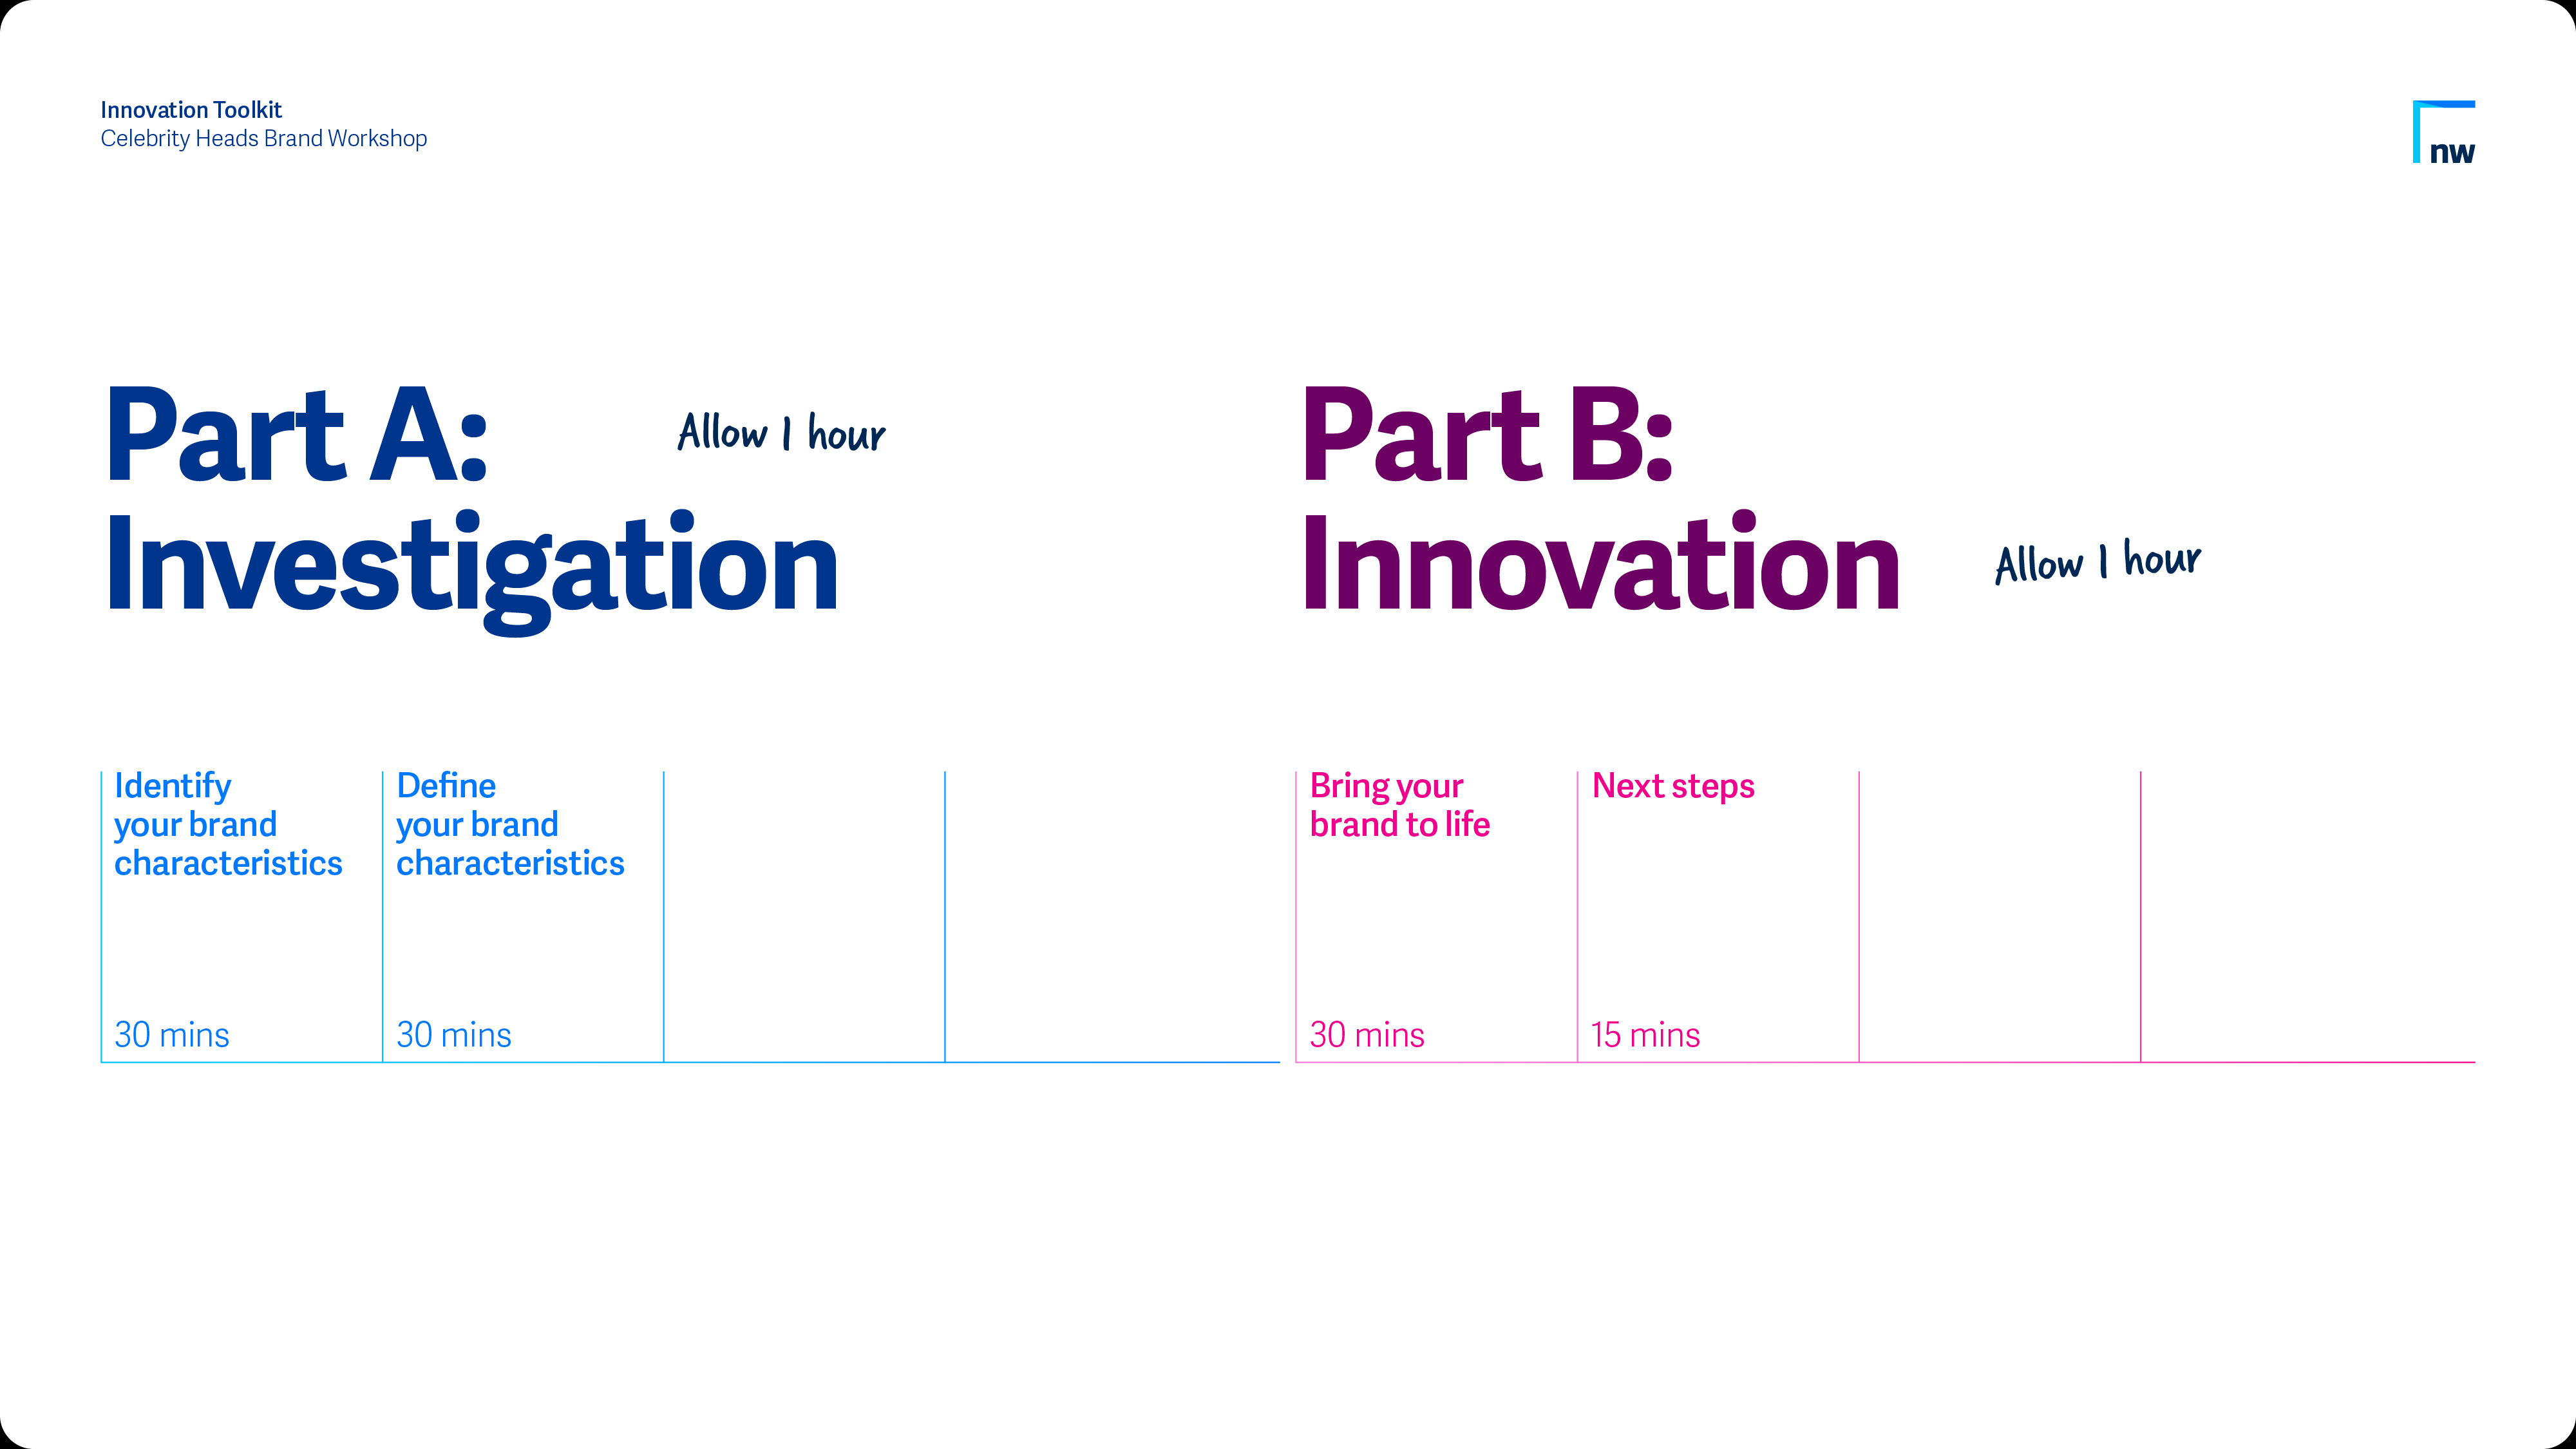 Innovation Toolkit
Celebrity Heads Brand Workshop
nw
Part A:
Investigation
Allow 1 hour
Identify
your brand
characteristics
30 mins
Define
your brand
characteristics
30 mins
Part B:
Innovation
Allow 1 hour
Bring your
brand to life
30 mins
Next steps
15 mins